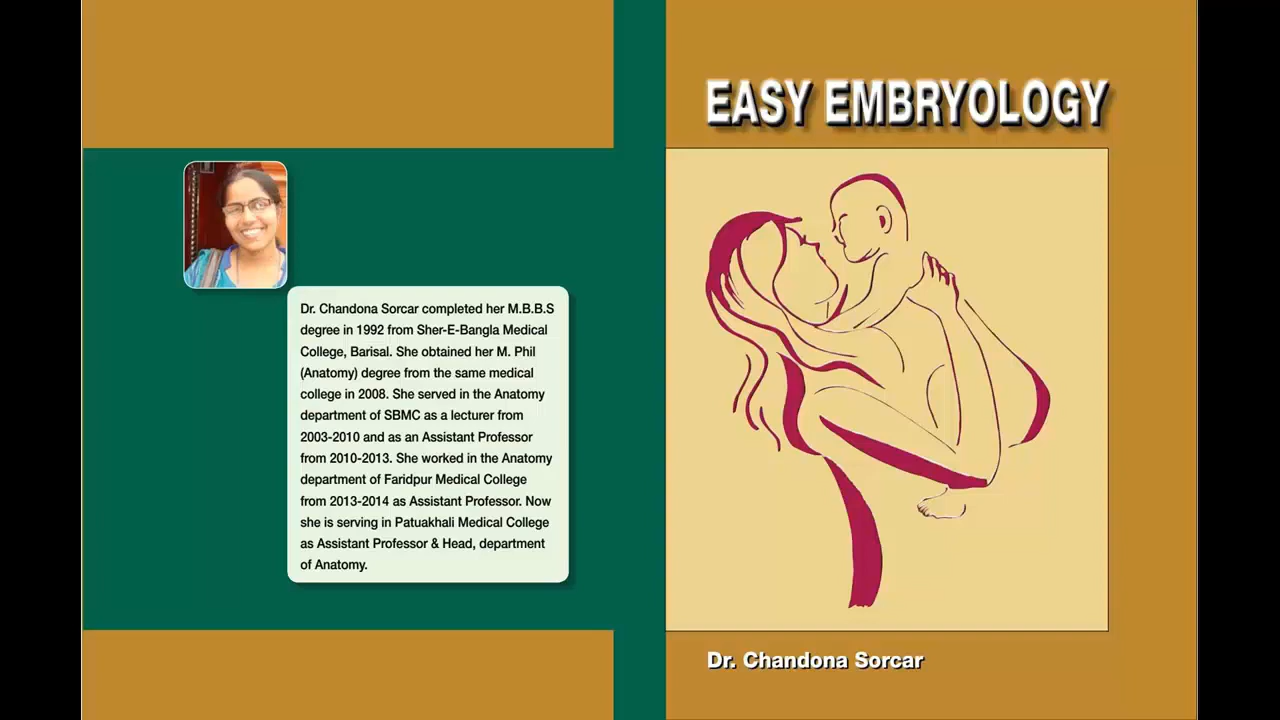 EASY EMBRYOLOGY
Dr. Chandona Sorcar completed her M.B.B.S
degree in 1992 from Sher-E-Bangla Medical
College, Barisal. She obtained her M. Phil
(Anatomy) degree from the same medical
college in 2008. She served in the Anatomy
department of SBMC as a lecturer from
2003-2010 and as an Assistant Professor
from 2010-2013. She worked in the Anatomy
department of Faridpur Medical College
from 2013-2014 as Assistant Professor. Now
she is serving in Patuakhali Medical College
as Assistant Professor & Head, department
of Anatomy.
Dr. Chandona Sorcar